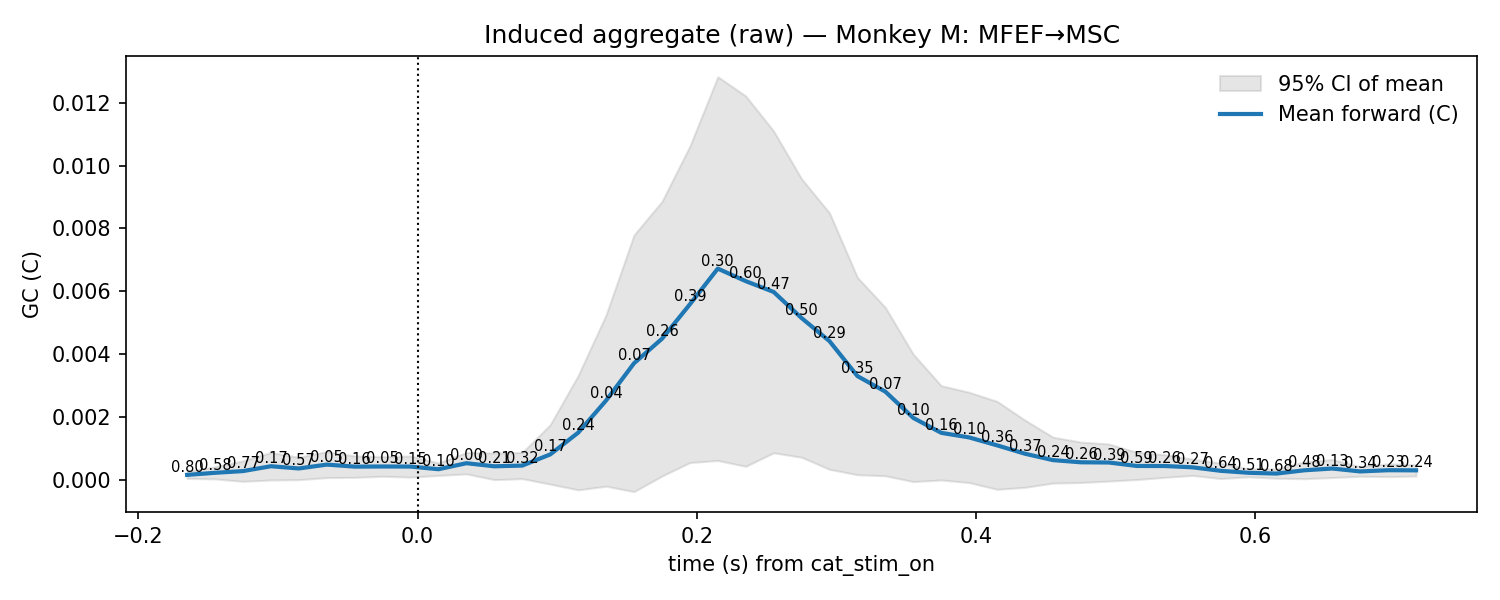 Induced aggregate (raw) — Monkey M: MFEF→MSC
95% CI of mean
Mean forward (C)
GC (C)
0.012
0.010
0.008
0.006
0.004
0.002
0.000
0.80 0.58 0.77 0.17 0.57 0.05 0.16 0.05 0.15 0.10 0.00 0.21 0.32 0.17 0.24 0.04 0.07 0.26 0.39 0.30 0.60 0.47 0.50 0.29 0.35 0.07 0.10 0.16 0.10 0.36 0.37 0.24 0.26 0.39 0.59 0.26 0.27 0.64 0.51 0.68 0.48 0.13 0.34 0.23 0.24
−0.2 0.0 0.2 0.4 0.6
time (s) from cat_stim_on